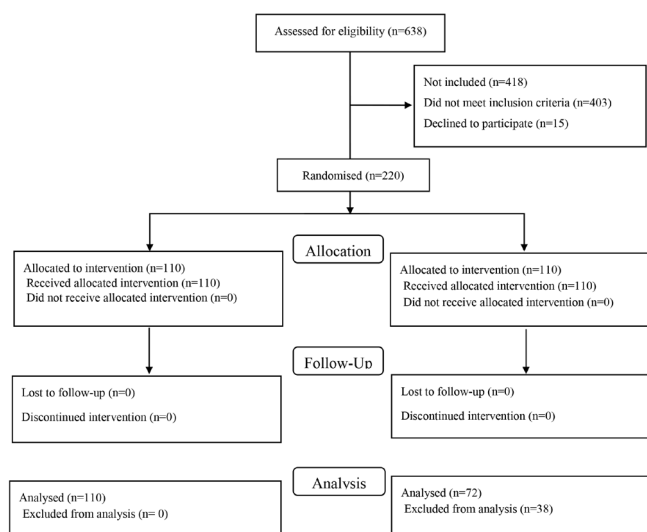 Assessed for eligibility (n=638)
Not included (n=418)
Did not meet inclusion criteria (n=403)
Declined to participate (n=15)
Randomised (n=220)
Allocation
Allocated to intervention (n=110)
Received allocated intervention (n=110)
Did not receive allocated intervention (n=0)
Allocated to intervention (n=110)
Received allocated intervention (n=110)
Did not receive allocated intervention (n=0)
Follow-Up
Lost to follow-up (n=0)
Discontinued intervention (n=0)
Lost to follow-up (n=0)
Discontinued intervention (n=0)
Analysis
Analysed (n=110)
Excluded from analysis (n= 0)
Analysed (n=72)
Excluded from analysis (n=38)